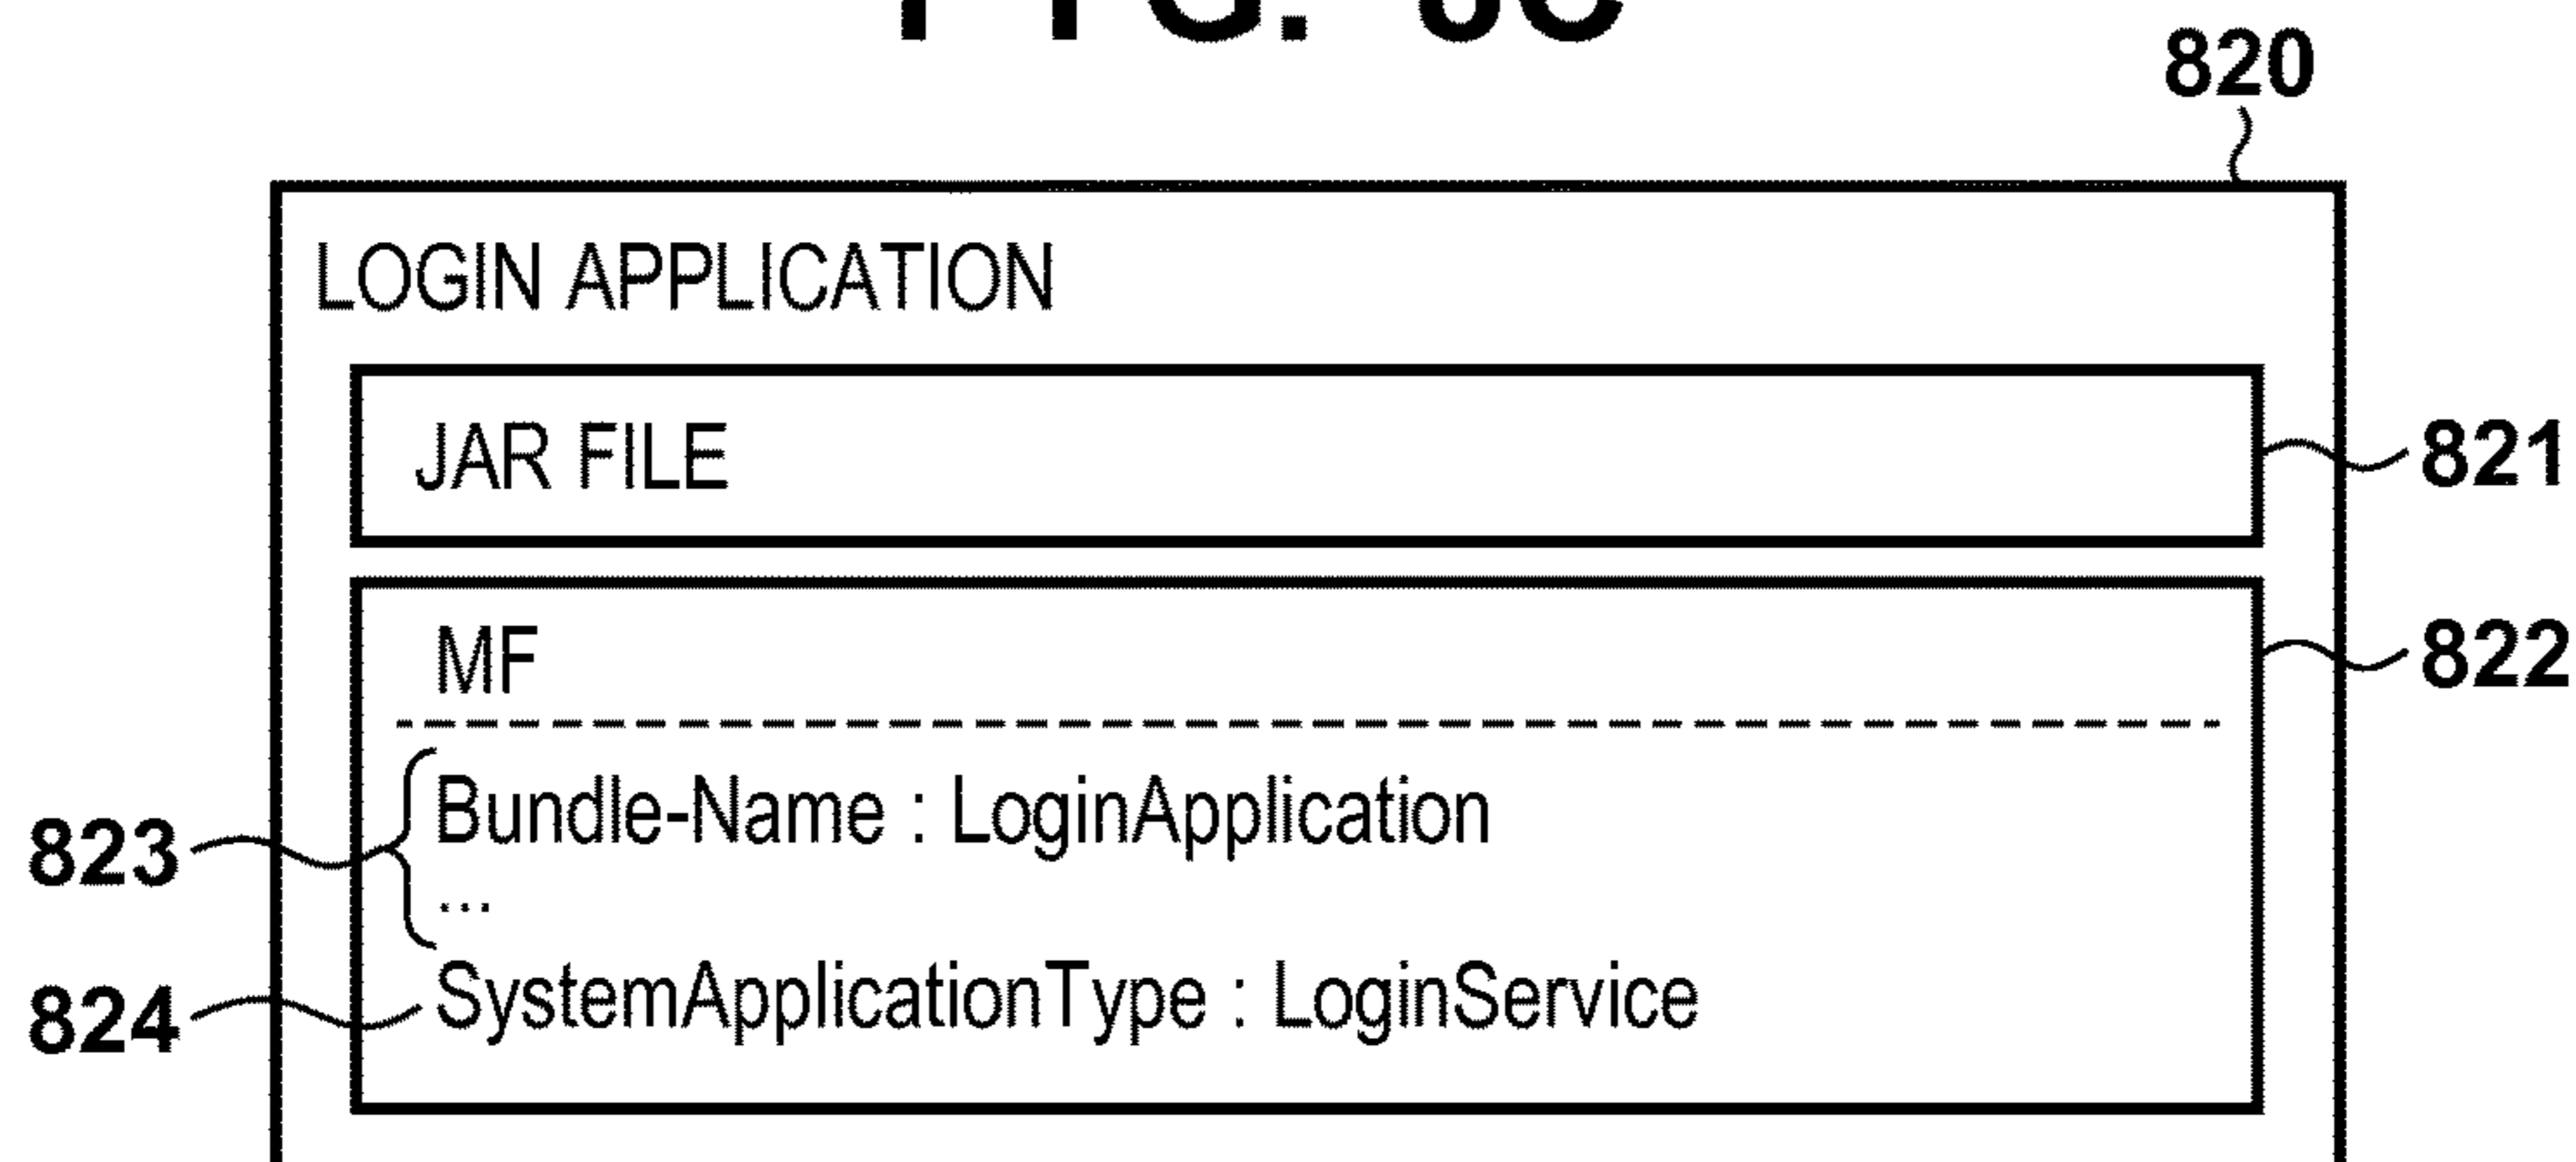 820
LOGIN APPLICATION
JAR FILE
821
MF
822
Bundle-Name : LoginApplication
823
...
SystemApplicationType : LoginService
824